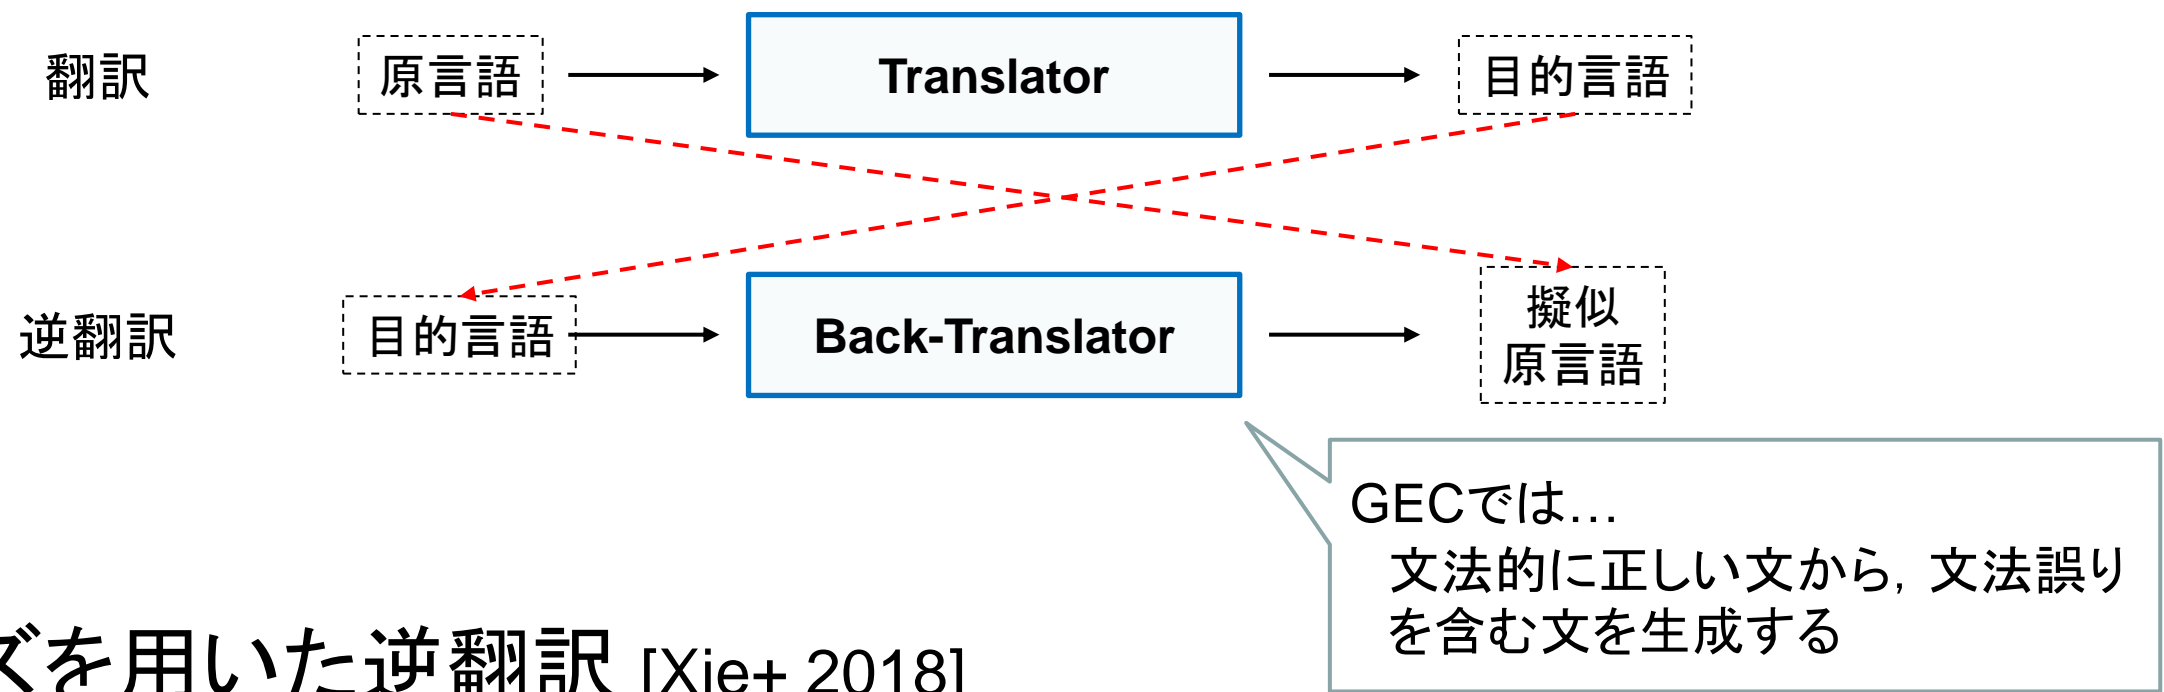 翻訳
原言語
Translator
目的言語
逆翻訳
目的言語
Back-Translator
擬似
原言語
GECでは…
文法的に正しい文から, 文法誤り
を含む文を生成する
ズを用いた逆翻訳 [Xie+ 2018]